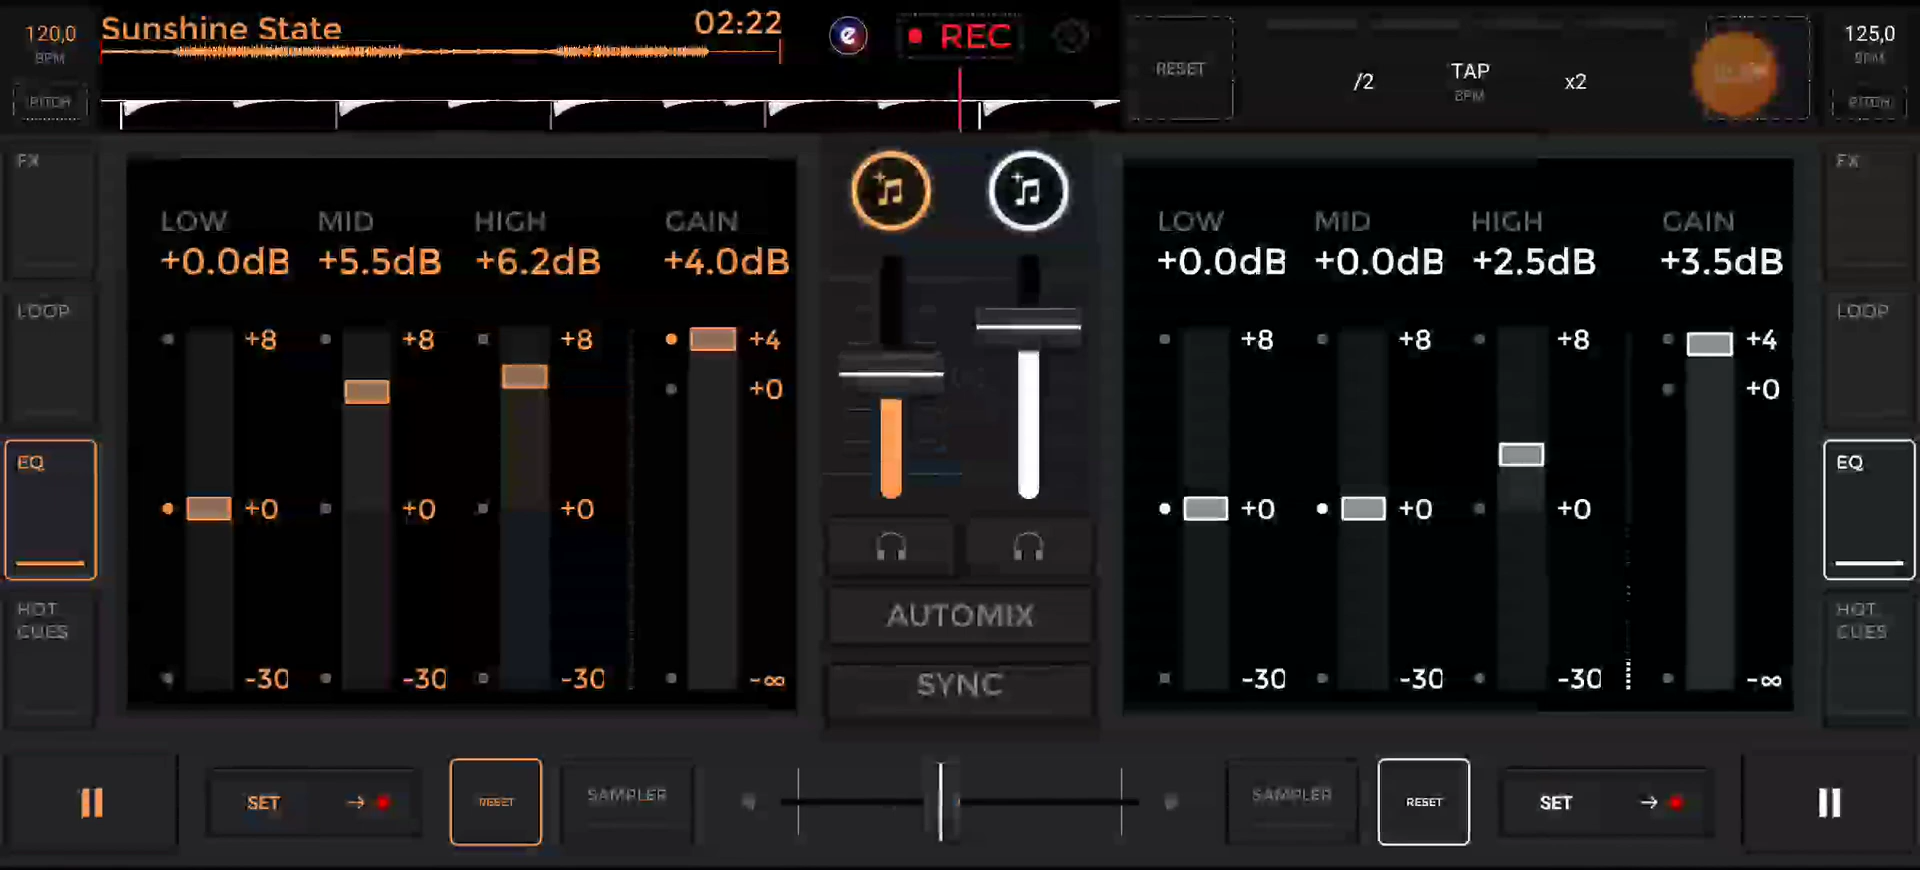 120,0
BPM
PITCH
Sunshine State
02:22
e
REC
RESET
/2
TAP
BPM
x2
125,0
BPM
PITCH
FX
LOOP
EQ
HOT
CUES
LOW MID HIGH GAIN
+0.0dB +5.5dB +6.2dB +4.0dB
+8 +8 +8 +4
+0
+0 +0 +0
-30 -30 -30 -∞
AUTOMIX
SYNC
LOW MID HIGH GAIN
+0.0dB +0.0dB +2.5dB +3.5dB
+8 +8 +8 +4
+0
+0 +0 +0
-30 -30 -30 -∞
FX
LOOP
EQ
HOT
CUES
SET
RESET
SAMPLER
SAMPLER
RESET
SET